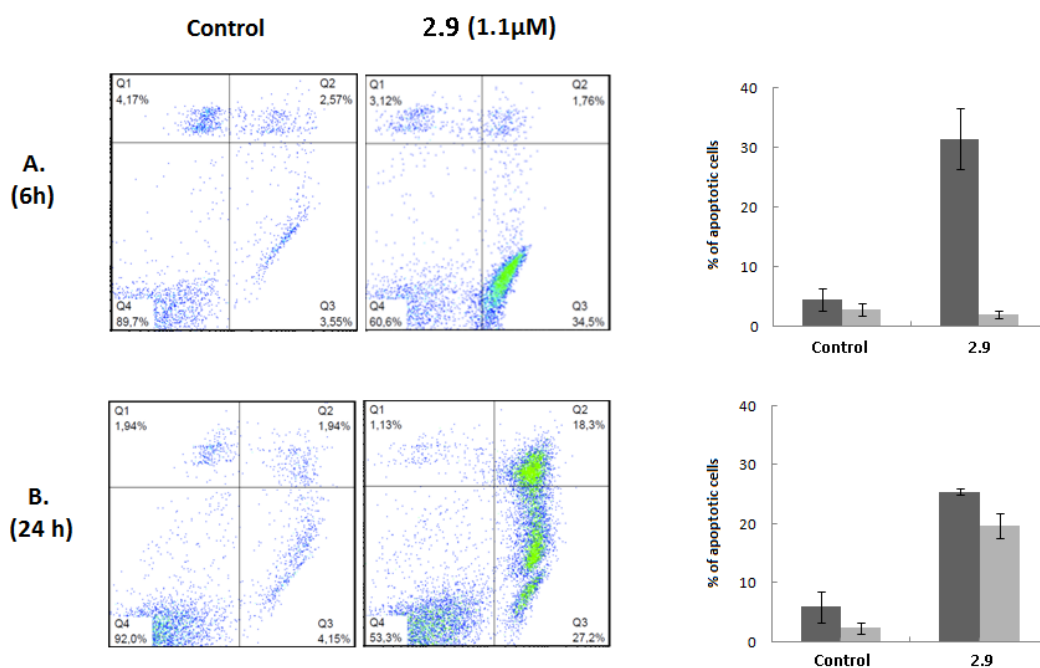 Control
2.9 (1.1µM)
A.
(6h)
Q1
4,17%
Q2
2,57%
Q4
89,7%
Q3
3,55%
Q1
3,12%
Q2
1,76%
Q4
60,6%
Q3
34,5%
% of apoptotic cells
40
30
20
10
0
Control
2.9
B.
(24 h)
Q1
1,94%
Q2
1,94%
Q4
92,0%
Q3
4,15%
Q1
1,13%
Q2
18,3%
Q4
53,3%
Q3
27,2%
% of apoptotic cells
40
30
20
10
0
Control
2.9